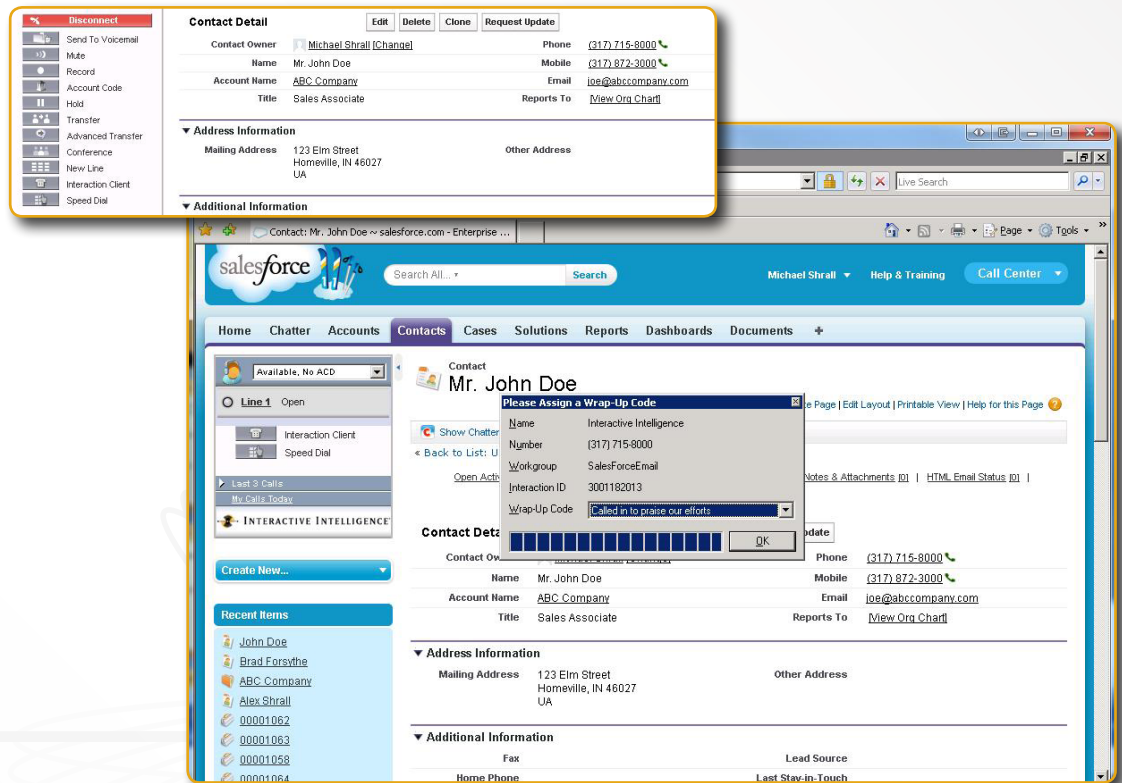 Disconnect
Send To Voicemail
Mute
Record
Account Code
Hold
Transfer
Advanced Transfer
Conference
New Line
Interaction Client
Speed Dial
Contact Detail Edit Delete Clone Request Update
Contact Owner Michael Shrall [Change] Phone (317) 715-8000
Name Mr. John Doe Mobile (317) 872-3000
Account Name ABC Company Email joe@abccompany.com
Title Sales Associate Reports To [View Org Chart]
Address Information
Mailing Address 123 Elm Street Other Address
Homeville, IN 46027
UA
Additional Information
Live Search
Contact: Mr. John Doe ~ salesforce.com - Enterprise ... Page Tools
salesforce Search All... Search Michael Shrall Help & Training Call Center
Home Chatter Accounts Contacts Cases Solutions Reports Dashboards Documents +
Available, No ACD
Line 1 Open
Interaction Client
Speed Dial
Last 3 Calls
My Calls Today
INTERACTIVE INTELLIGENCE
Create New...
Recent Items
John Doe
Brad Forsythe
ABC Company
Alex Shrall
00001062
00001063
00001058
00001064
Contact
Mr. John Doe
Page | Edit Layout | Printable View | Help for this Page
Show Chatter
« Back to List: U
Open Activ Notes & Attachments [0] | HTML Email Status [0] |
Please Assign a Wrap-Up Code
Name Interactive Intelligence
Number (317) 715-8000
Workgroup SalesForceEmail
Interaction ID 3001182013
Wrap-Up Code Called in to praise our efforts
OK
Contact Deta pdate
Contact Ow Phone (317) 715-8000
Name Mr. John Doe Mobile (317) 872-3000
Account Name ABC Company Email joe@abccompany.com
Title Sales Associate Reports To [View Org Chart]
Address Information
Mailing Address 123 Elm Street Other Address
Homeville, IN 46027
UA
Additional Information
Fax Lead Source
Home Phone Last Stay-in-Touch